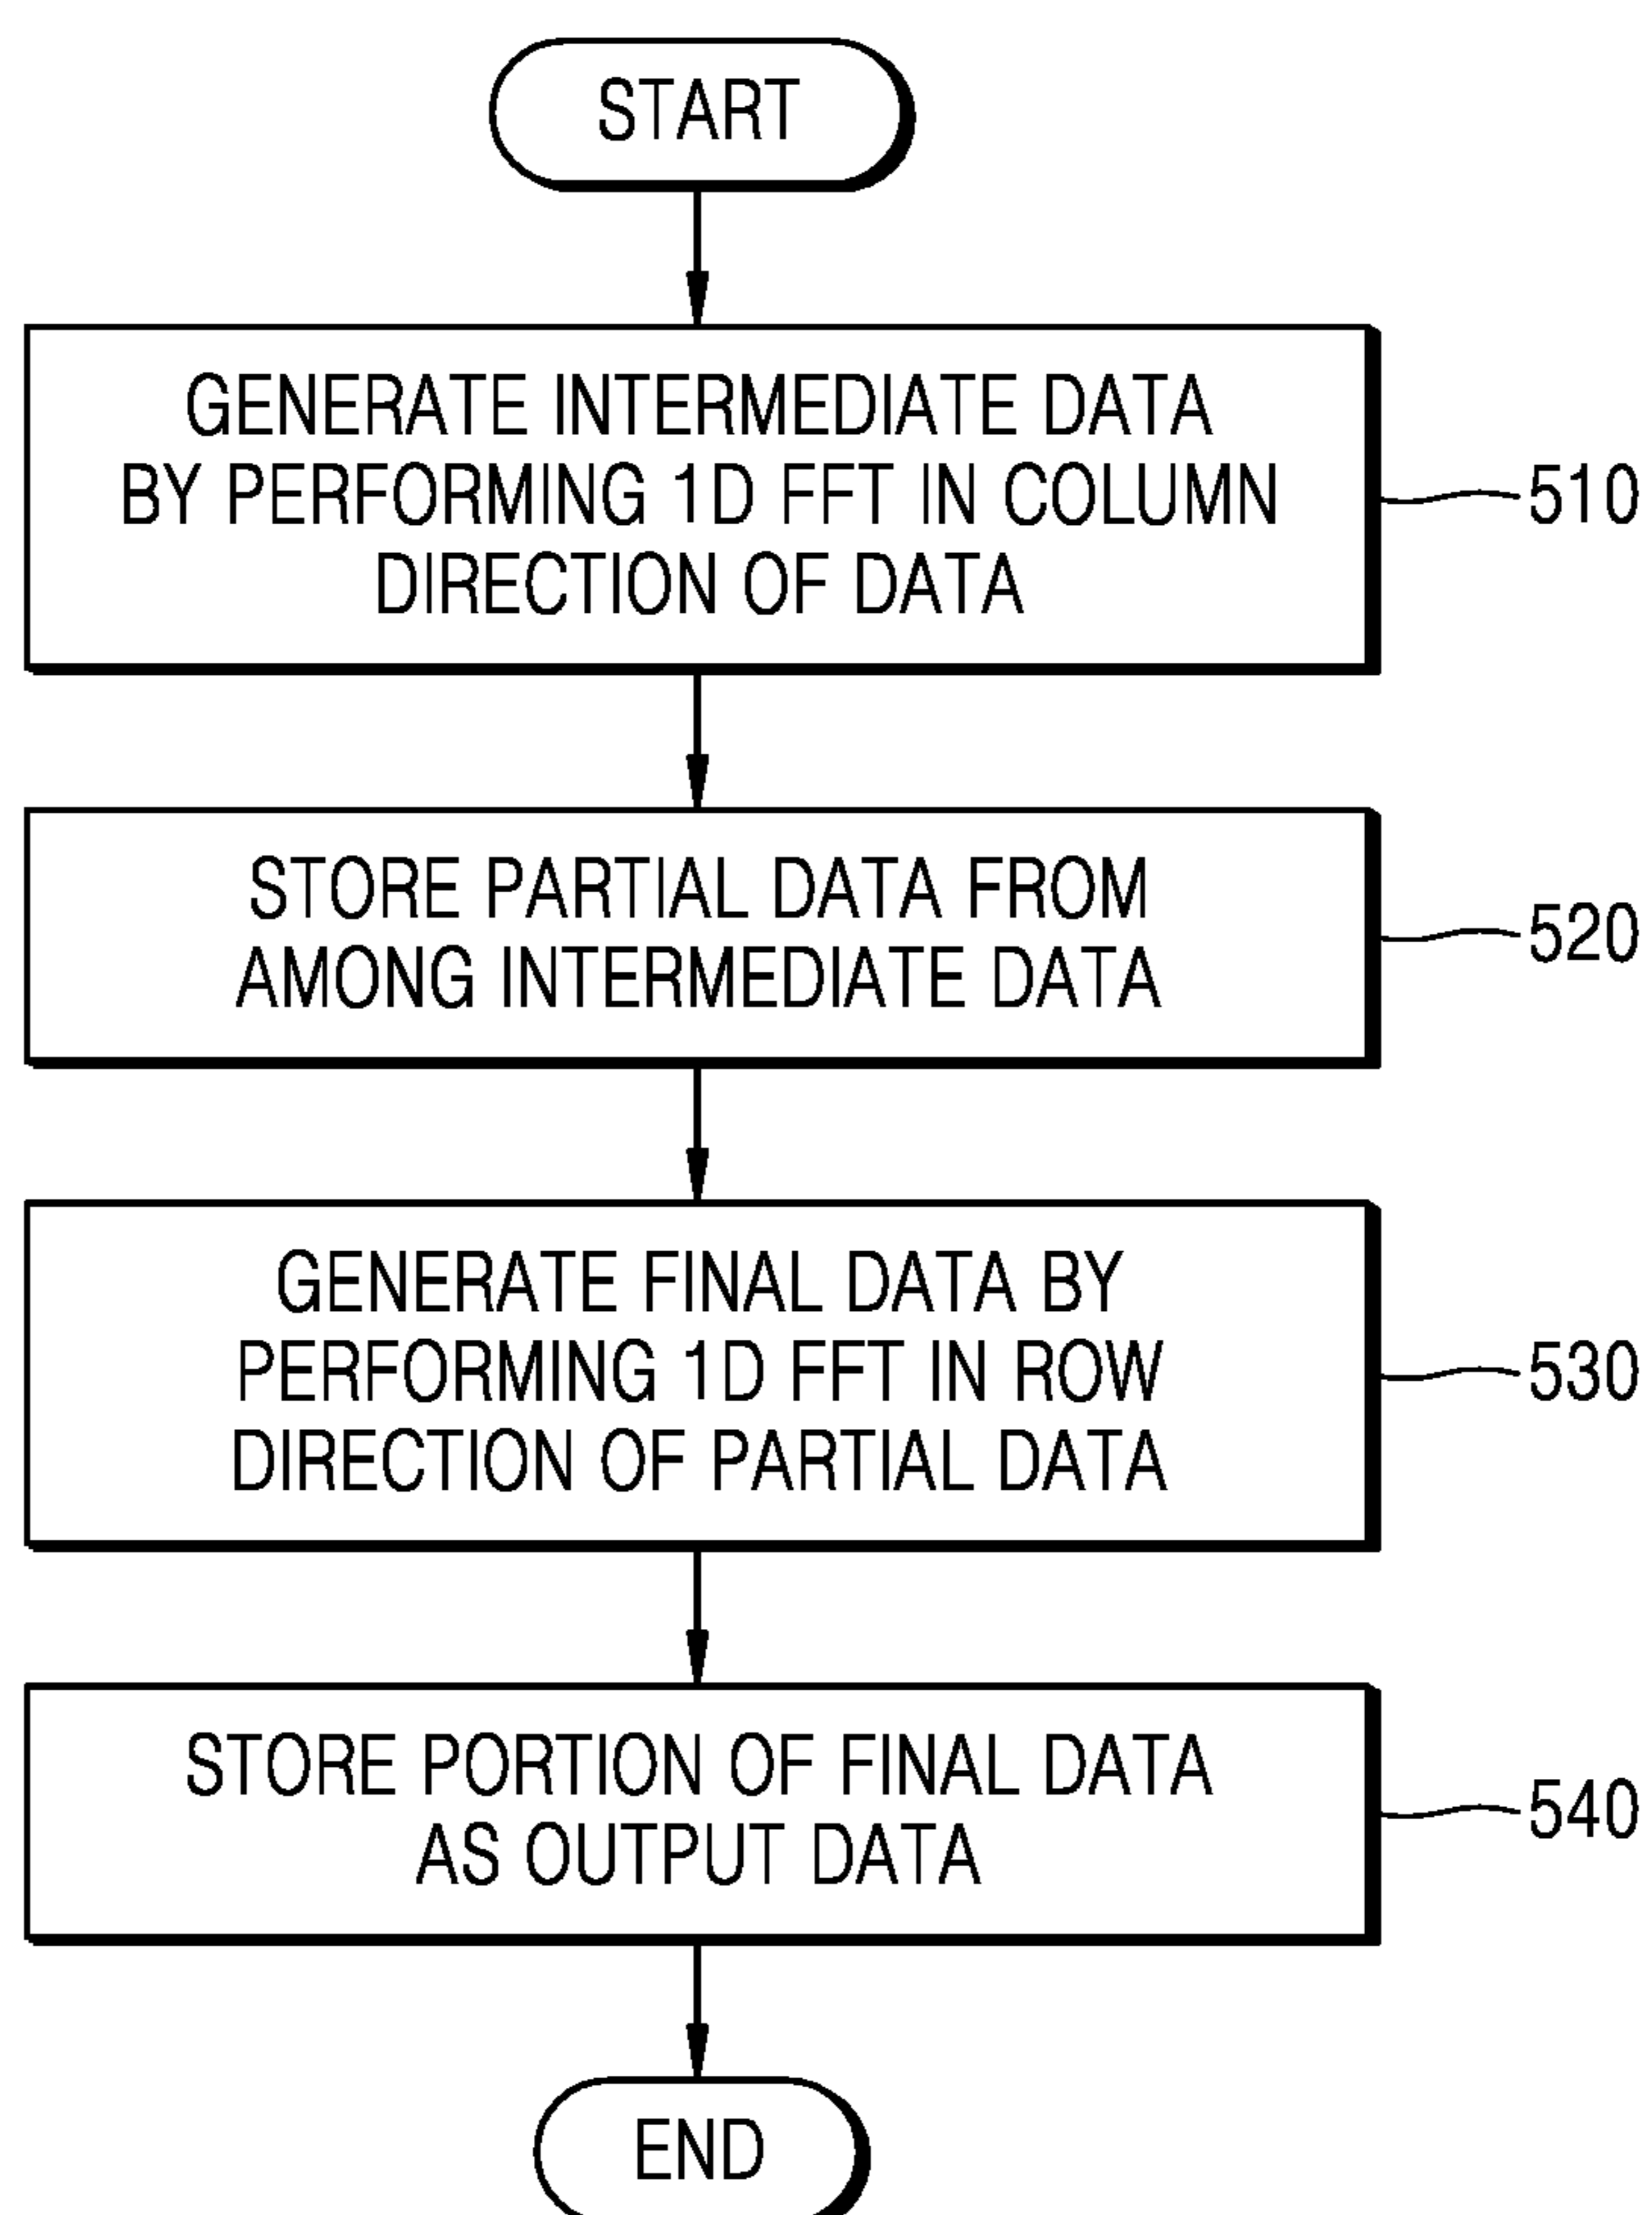 START
GENERATE INTERMEDIATE DATA
BY PERFORMING 1D FFT IN COLUMN
DIRECTION OF DATA
510
STORE PARTIAL DATA FROM
AMONG INTERMEDIATE DATA
520
GENERATE FINAL DATA BY
PERFORMING 1D FFT IN ROW
DIRECTION OF PARTIAL DATA
530
STORE PORTION OF FINAL DATA
AS OUTPUT DATA
540
END